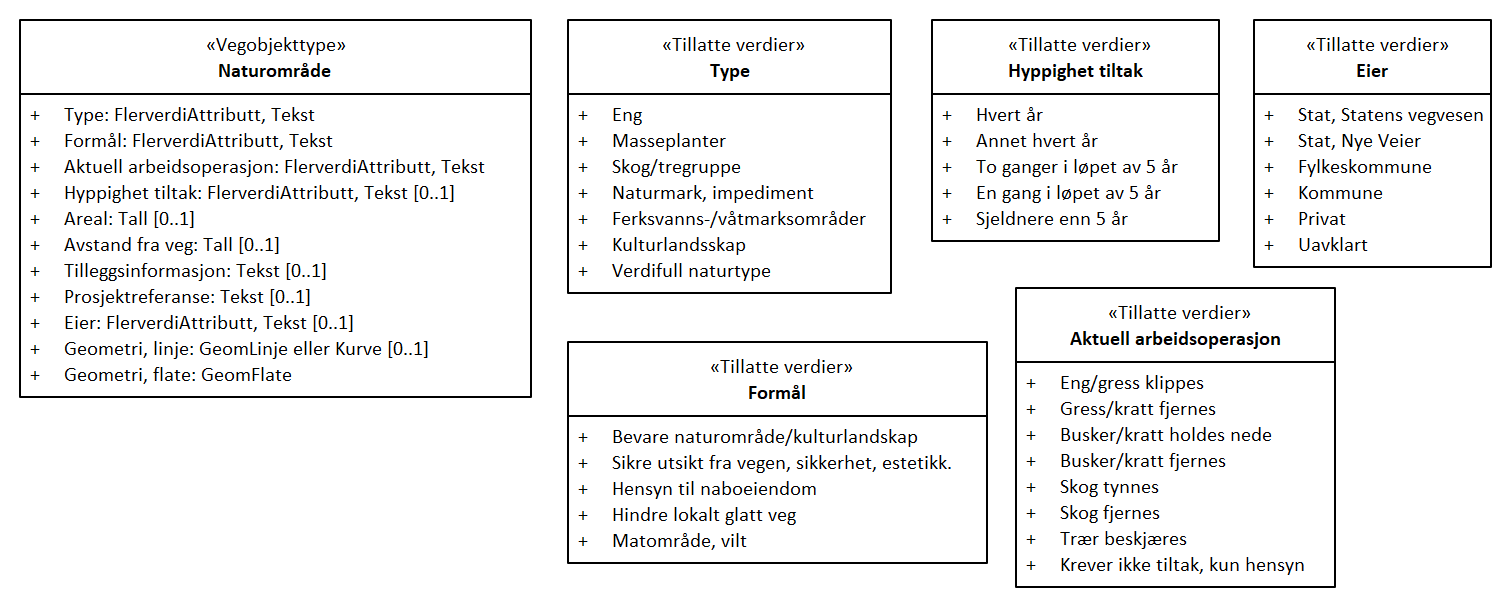 «Vegobjekttype»
Naturområde
+ Type: FlerverdiAttributt, Tekst
+ Formål: FlerverdiAttributt, Tekst
+ Aktuell arbeidsoperasjon: FlerverdiAttributt, Tekst
+ Hyppighet tiltak: FlerverdiAttributt, Tekst [0..1]
+ Areal: Tall [0..1]
+ Avstand fra veg: Tall [0..1]
+ Tilleggsinformasjon: Tekst [0..1]
+ Prosjektreferanse: Tekst [0..1]
+ Eier: FlerverdiAttributt, Tekst [0..1]
+ Geometri, linje: GeomLinje eller Kurve [0..1]
+ Geometri, flate: GeomFlate
«Tillatte verdier»
Type
+ Eng
+ Masseplanter
+ Skog/tregruppe
+ Naturmark, impediment
+ Ferksvanns-/våtmarksområder
+ Kulturlandsskap
+ Verdifull naturtype
«Tillatte verdier»
Hyppighet tiltak
+ Hvert år
+ Annet hvert år
+ To ganger i løpet av 5 år
+ En gang i løpet av 5 år
+ Sjeldnere enn 5 år
«Tillatte verdier»
Eier
+ Stat, Statens vegvesen
+ Stat, Nye Veier
+ Fylkeskommune
+ Kommune
+ Privat
+ Uavklart
«Tillatte verdier»
Formål
+ Bevare naturområde/kulturlandskap
+ Sikre utsikt fra vegen, sikkerhet, estetikk.
+ Hensyn til naboeiendom
+ Hindre lokalt glatt veg
+ Matområde, vilt
«Tillatte verdier»
Aktuell arbeidsoperasjon
+ Eng/gress klippes
+ Gress/kratt fjernes
+ Busker/kratt holdes nede
+ Busker/kratt fjernes
+ Skog tynnes
+ Skog fjernes
+ Trær beskjæres
+ Krever ikke tiltak, kun hensyn